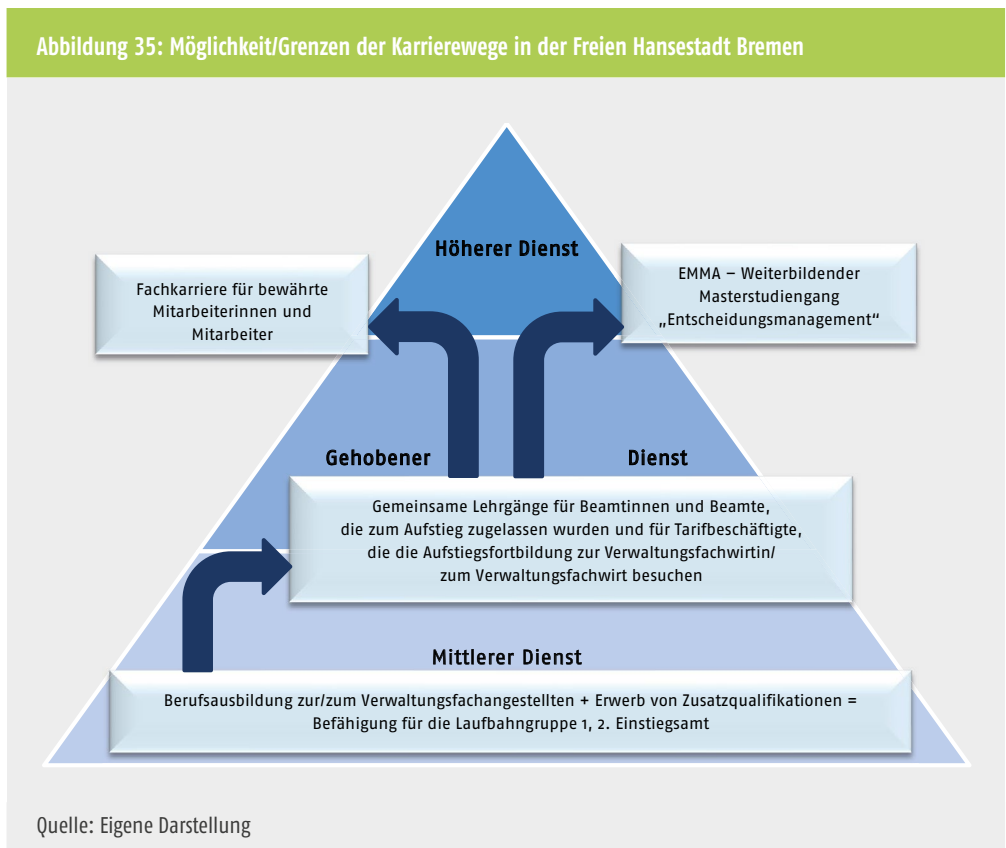 Abbildung 35: Möglichkeit/Grenzen der Karrierewege in der Freien Hansestadt Bremen
Höherer Dienst
Fachkarriere für bewährte
Mitarbeiterinnen und
Mitarbeiter
EMMA – Weiterbildender
Masterstudiengang
„Entscheidungsmanagement“
Gehobener Dienst
Gemeinsame Lehrgänge für Beamtinnen und Beamte,
die zum Aufstieg zugelassen wurden und für Tarifbeschäftigte,
die die Aufstiegsfortbildung zur Verwaltungsfachwirtin/
zum Verwaltungsfachwirt besuchen
Mittlerer Dienst
Berufsausbildung zur/zum Verwaltungsfachangestellten + Erwerb von Zusatzqualifikationen =
Befähigung für die Laufbahngruppe 1, 2. Einstiegsamt
Quelle: Eigene Darstellung